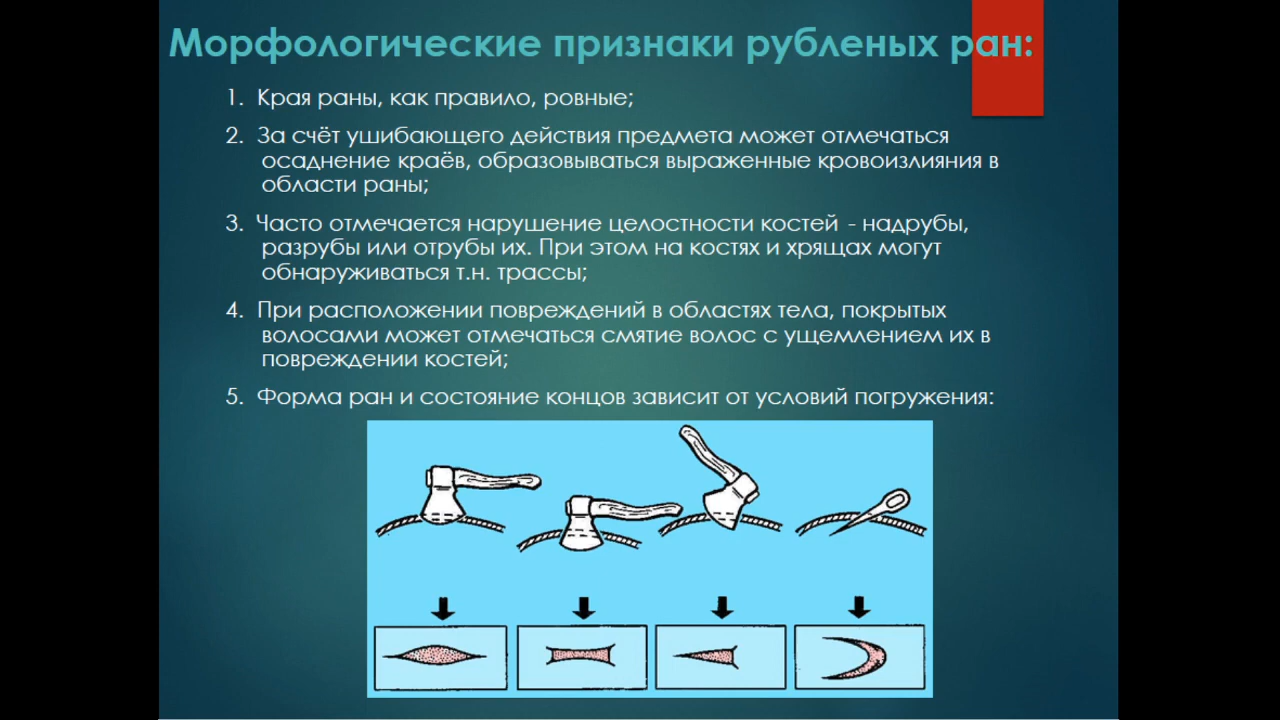 Морфологические признаки рубленых ран:
1. Края раны, как правило, ровные;
2. За счёт ушибающего действия предмета может отмечаться
осаднение краёв, образовываться выраженные кровоизлияния в
области раны;
3. Часто отмечается нарушение целостности костей - надрубы,
разрубы или отрубы их. При этом на костях и хрящах могут
обнаруживаться т.н. трассы;
4. При расположении повреждений в областях тела, покрытых
волосами может отмечаться смятие волос с ущемлением их в
повреждении костей;
5. Форма ран и состояние концов зависит от условий погружения: